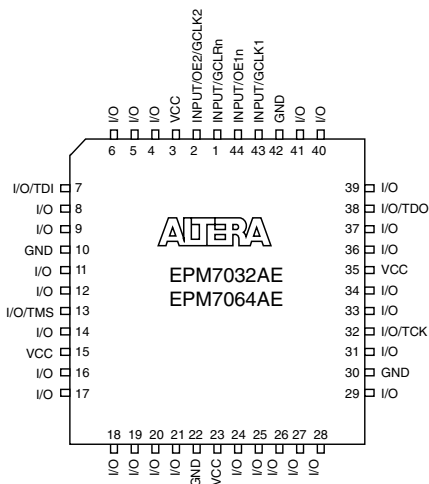 I/O
I/O
I/O
VCC
INPUT/OE2/GCLK2
INPUT/GCLRn
INPUT/OE1n
INPUT/GCLK1
GND
I/O
I/O
6 5 4 3 2 1 44 43 42 41 40
I/O/TDI 7
I/O 8
I/O 9
GND 10
I/O 11
I/O 12
I/O/TMS 13
I/O 14
VCC 15
I/O 16
I/O 17
ALTERA
EPM7032AE
EPM7064AE
39 I/O
38 I/O/TDO
37 I/O
36 I/O
35 VCC
34 I/O
33 I/O
32 I/O/TCK
31 I/O
30 GND
29 I/O
18 19 20 21 22 23 24 25 26 27 28
I/O
I/O
I/O
I/O
GND
VCC
I/O
I/O
I/O
I/O
I/O